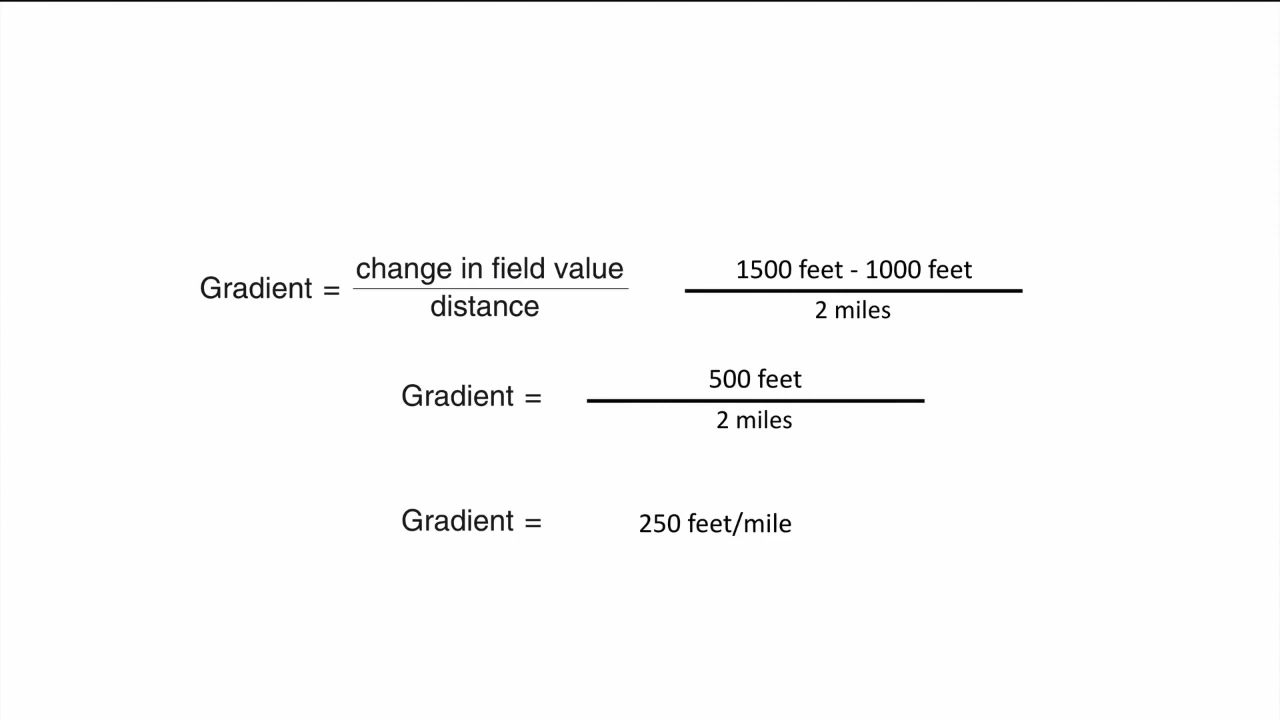 Gradient = change in field value / distance 1500 feet - 1000 feet / 2 miles
Gradient = 500 feet / 2 miles
Gradient = 250 feet/mile